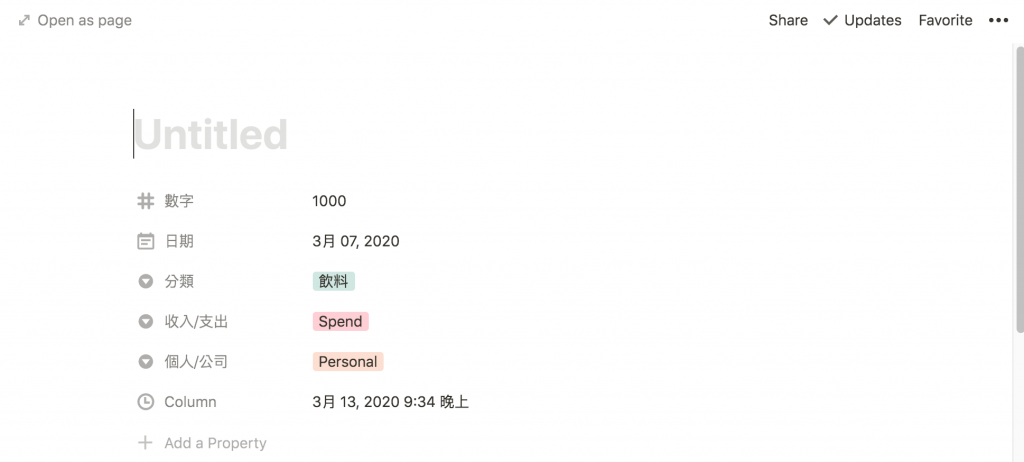 Open as page Share Updates Favorite
Untitled
數字 1000
日期 3月 07, 2020
分類 飲料
收入/支出 Spend
個人/公司 Personal
Column 3月 13, 2020 9:34 晚上
Add a Property